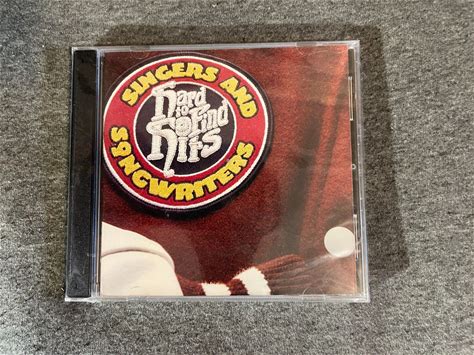 SINGERS AND
Hard
to
Find
Hits
SONGWRITERS